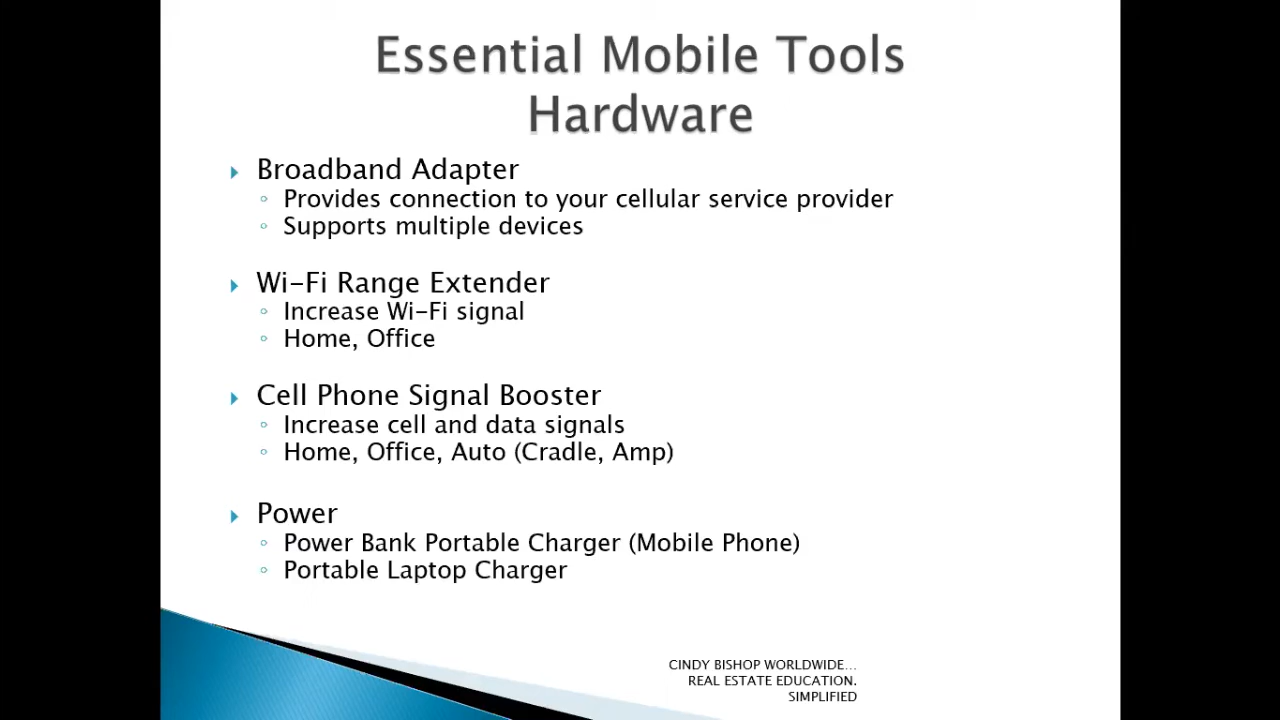 Essential Mobile Tools
Hardware
Broadband Adapter
Provides connection to your cellular service provider
Supports multiple devices
Wi-Fi Range Extender
Increase Wi-Fi signal
Home, Office
Cell Phone Signal Booster
Increase cell and data signals
Home, Office, Auto (Cradle, Amp)
Power
Power Bank Portable Charger (Mobile Phone)
Portable Laptop Charger
CINDY BISHOP WORLDWIDE...
REAL ESTATE EDUCATION.
SIMPLIFIED